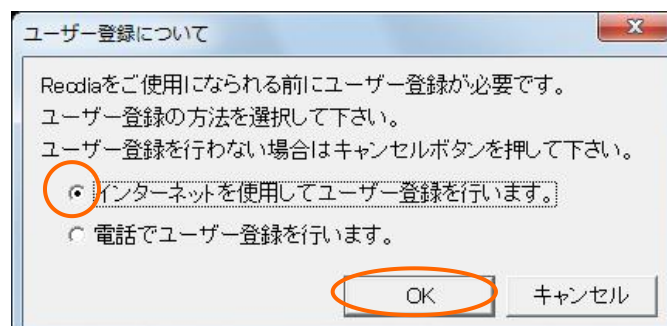 ユーザー登録について
Recdiaをご使用になられる前にユーザー登録が必要です。
ユーザー登録の方法を選択して下さい。
ユーザー登録を行わない場合はキャンセルボタンを押して下さい。
インターネットを使用してユーザー登録を行います。
電話でユーザー登録を行います。
OK キャンセル